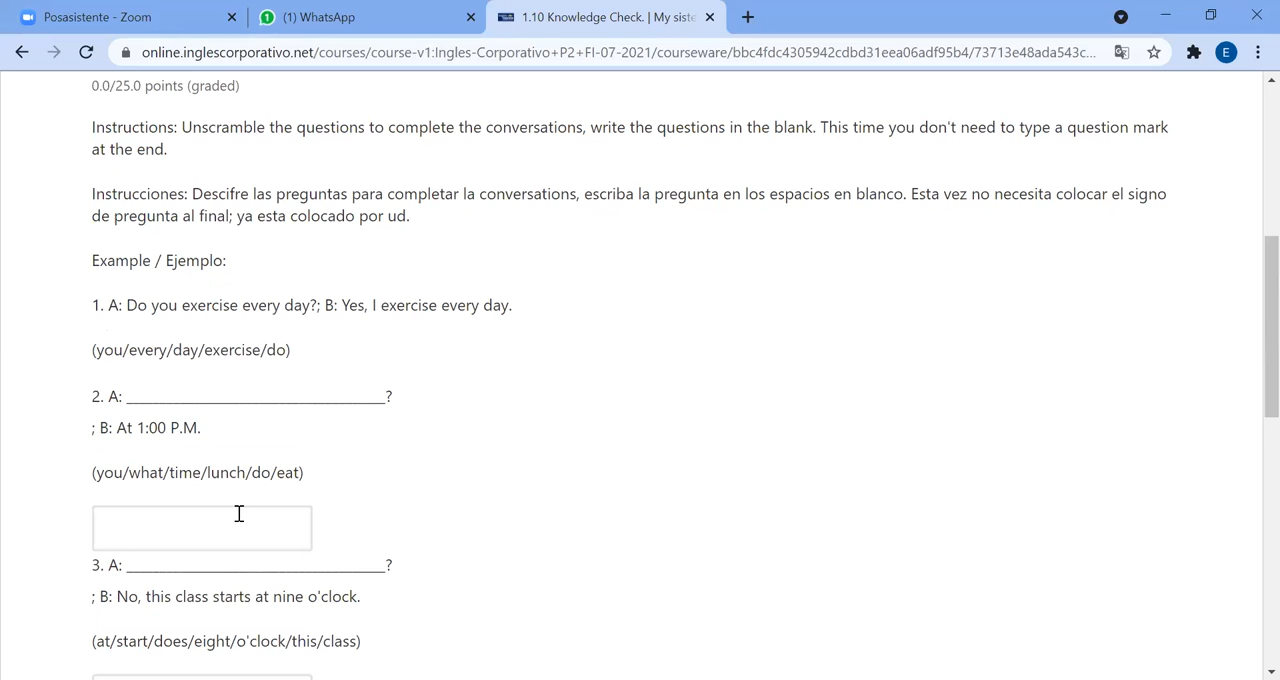 Posasistente - Zoom
(1) WhatsApp
1.10 Knowledge Check. | My siste
online.inglescorporativo.net/courses/course-v1:Ingles-Corporativo+P2+FI-07-2021/courseware/bbc4fdc4305942cdbd31eea06adf95b4/73713e48ada543c...
E
0.0/25.0 points (graded)
Instructions: Unscramble the questions to complete the conversations, write the questions in the blank. This time you don't need to type a question mark
at the end.
Instrucciones: Descifre las preguntas para completar la conversations, escriba la pregunta en los espacios en blanco. Esta vez no necesita colocar el signo
de pregunta al final; ya esta colocado por ud.
Example / Ejemplo:
1. A: Do you exercise every day?; B: Yes, I exercise every day.
(you/every/day/exercise/do)
2. A: ______________________________?
; B: At 1:00 P.M.
(you/what/time/lunch/do/eat)
3. A: ______________________________?
; B: No, this class starts at nine o'clock.
(at/start/does/eight/o'clock/this/class)